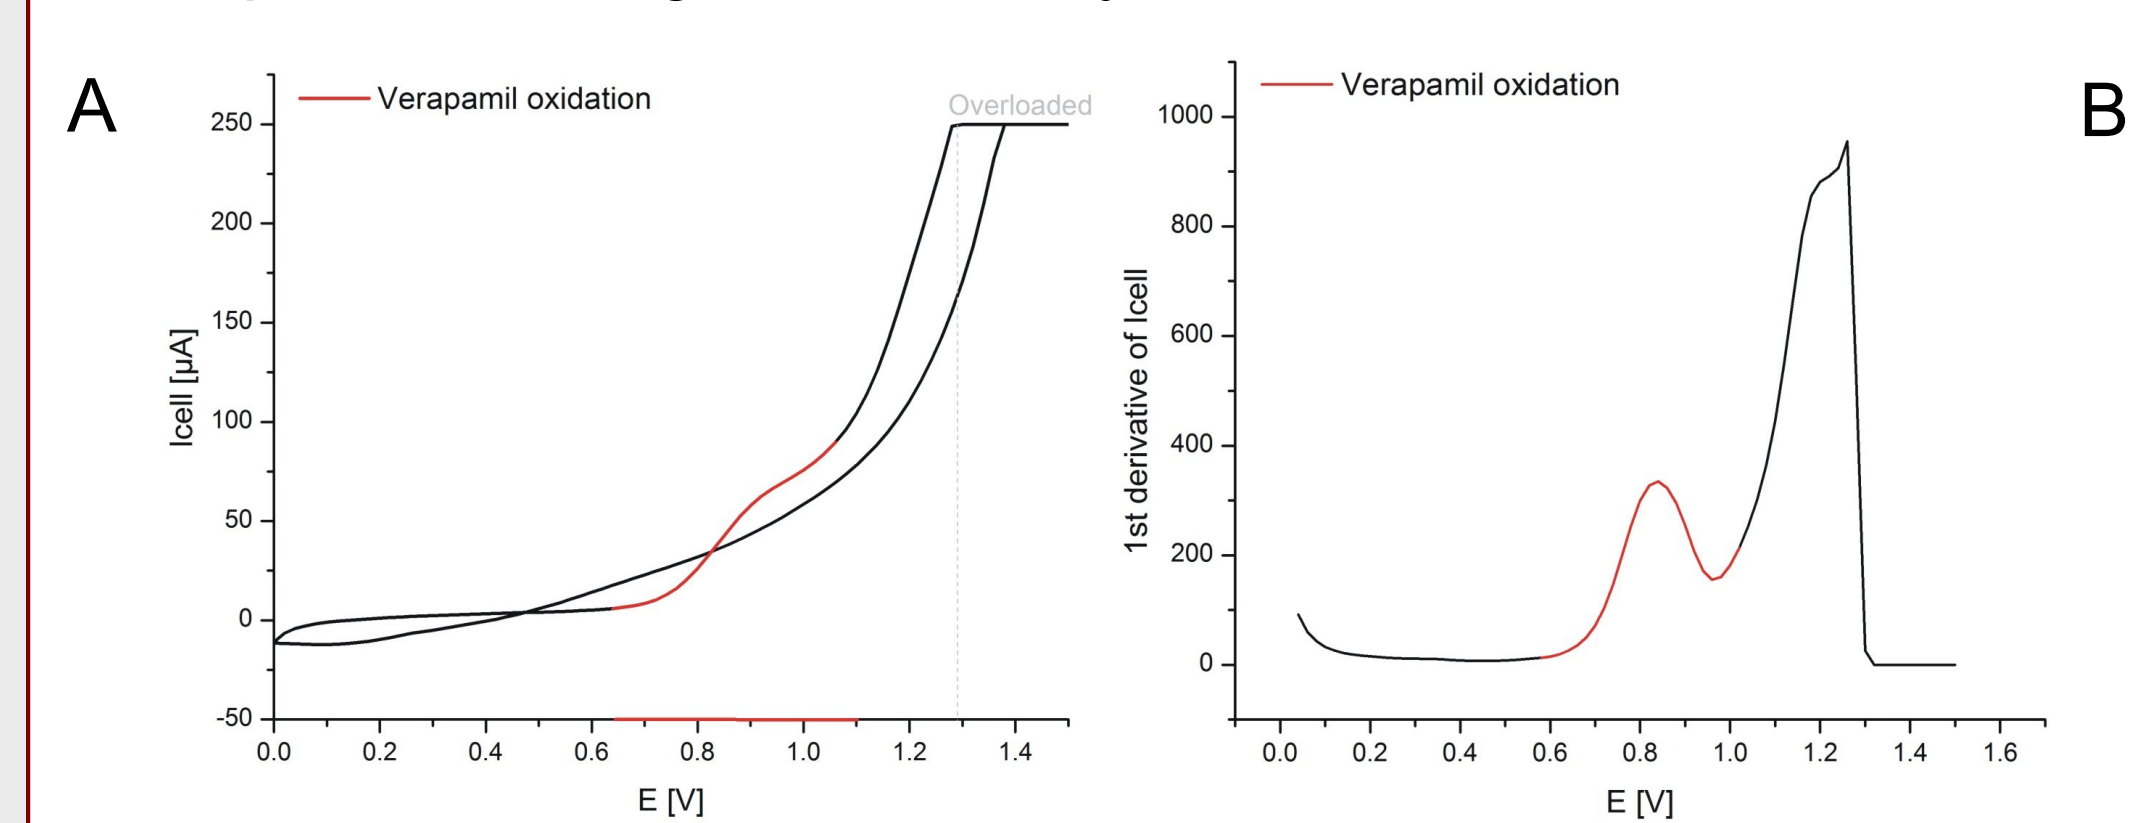 A
Verapamil oxidation
Overloaded
250
200
150
100
50
0
-50
Icell [µA]
0.0 0.2 0.4 0.6 0.8 1.0 1.2 1.4
E [V]
B
Verapamil oxidation
1000
800
600
400
200
0
1st derivative of Icell
0.0 0.2 0.4 0.6 0.8 1.0 1.2 1.4 1.6
E [V]